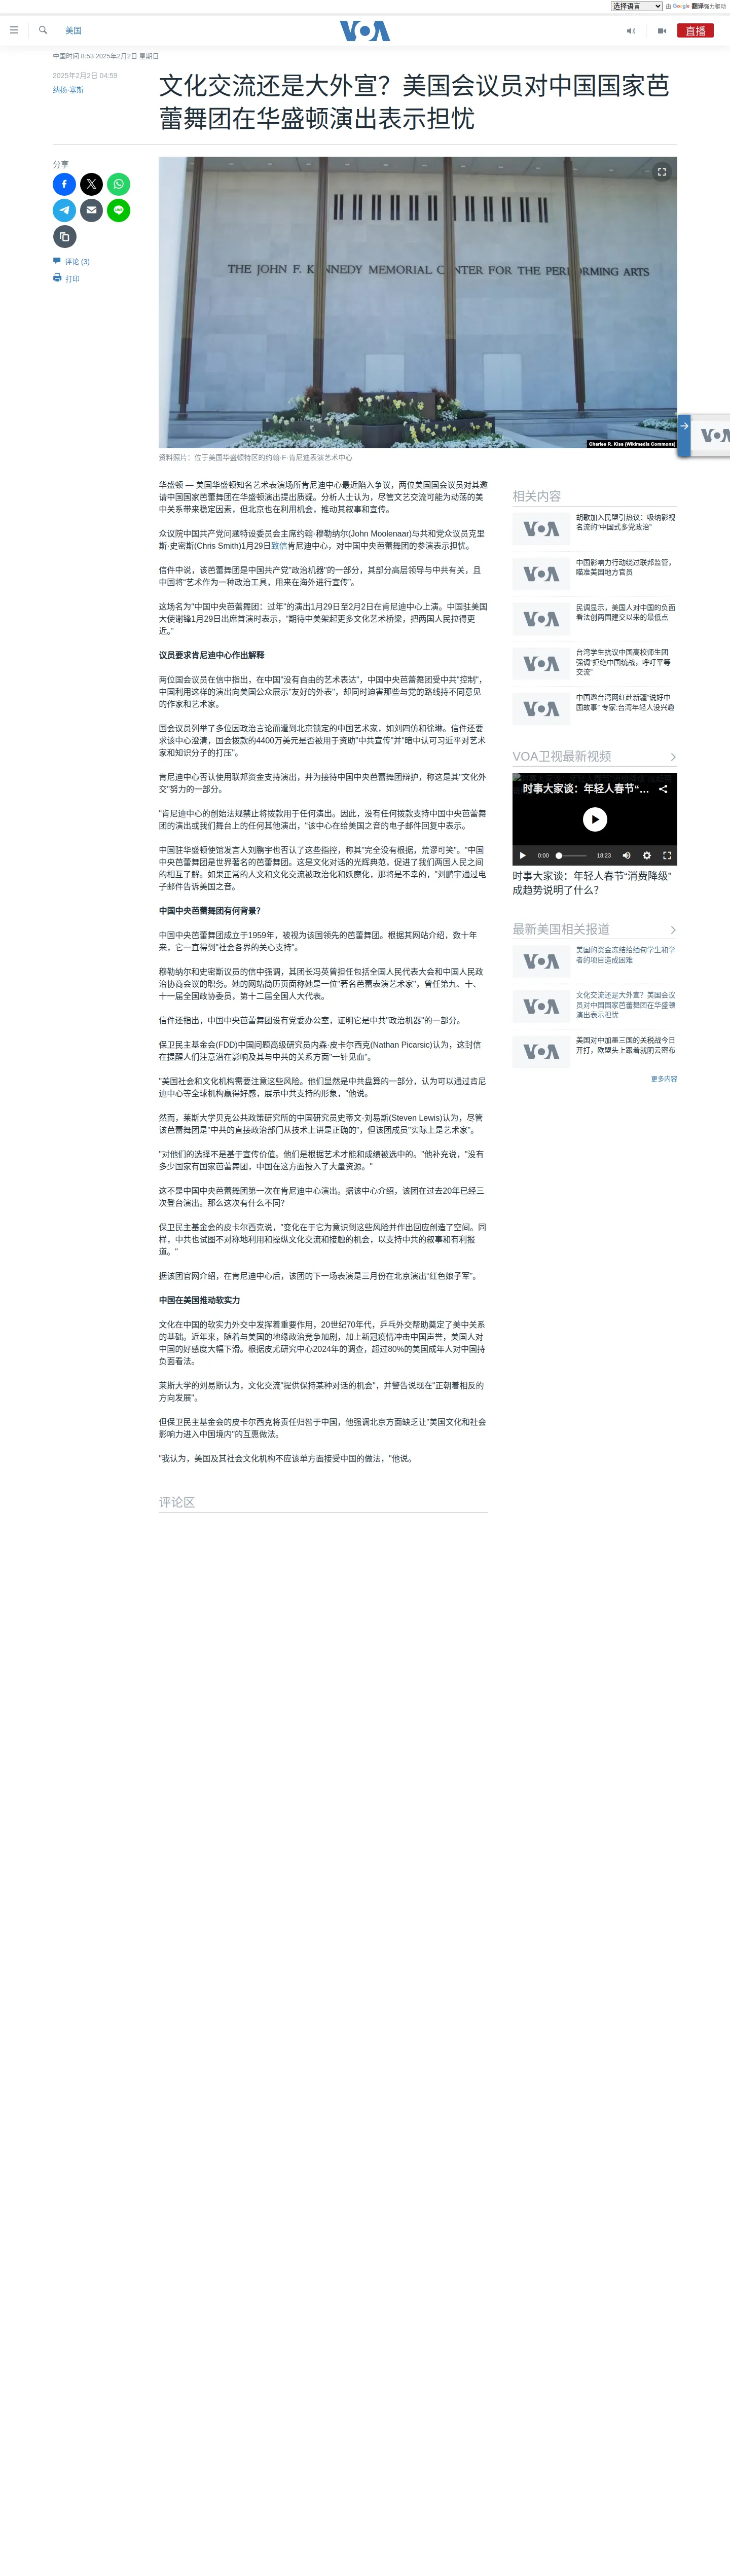 选择语言
由 Google 翻译强力驱动
美国
VOA
直播
中国时间 8:53 2025年2月2日 星期日
2025年2月2日 04:59
纳扬·塞斯
文化交流还是大外宣？美国会议员对中国国家芭
蕾舞团在华盛顿演出表示担忧
分享
评论 (3)
打印
THE JOHN F. KENNEDY MEMORIAL CENTER FOR THE PERFORMING ARTS
Charles R. Kiss (Wikimedia Commons)
资料照片：位于美国华盛顿特区的约翰·F·肯尼迪表演艺术中心
华盛顿 — 美国华盛顿知名艺术表演场所肯尼迪中心最近陷入争议，两位美国国会议员对其邀
请中国国家芭蕾舞团在华盛顿演出提出质疑。分析人士认为，尽管文艺交流可能为动荡的美
中关系带来稳定因素，但北京也在利用机会，推动其叙事和宣传。
众议院中国共产党问题特设委员会主席约翰·穆勒纳尔(John Moolenaar)与共和党众议员克里
斯·史密斯(Chris Smith)1月29日致信肯尼迪中心，对中国中央芭蕾舞团的参演表示担忧。
信件中说，该芭蕾舞团是中国共产党"政治机器"的一部分，其部分高层领导与中共有关，且
中国将"艺术作为一种政治工具，用来在海外进行宣传"。
这场名为"中国中央芭蕾舞团：过年"的演出1月29日至2月2日在肯尼迪中心上演。中国驻美国
大使谢锋1月29日出席首演时表示，“期待中美架起更多文化艺术桥梁，把两国人民拉得更
近。”
议员要求肯尼迪中心作出解释
两位国会议员在信中指出，在中国"没有自由的艺术表达"，中国中央芭蕾舞团受中共"控制"，
中国利用这样的演出向美国公众展示"友好的外表"，却同时迫害那些与党的路线持不同意见
的作家和艺术家。
国会议员列举了多位因政治言论而遭到北京锁定的中国艺术家，如刘四仿和徐琳。信件还要
求该中心澄清，国会拨款的4400万美元是否被用于资助"中共宣传"并"暗中认可习近平对艺术
家和知识分子的打压"。
肯尼迪中心否认使用联邦资金支持演出，并为接待中国中央芭蕾舞团辩护，称这是其"文化外
交"努力的一部分。
"肯尼迪中心的创始法规禁止将拨款用于任何演出。因此，没有任何拨款支持中国中央芭蕾舞
团的演出或我们舞台上的任何其他演出，"该中心在给美国之音的电子邮件回复中表示。
中国驻华盛顿使馆发言人刘鹏宇也否认了这些指控，称其"完全没有根据，荒谬可笑"。"中国
中央芭蕾舞团是世界著名的芭蕾舞团。这是文化对话的光辉典范，促进了我们两国人民之间
的相互了解。如果正常的人文和文化交流被政治化和妖魔化，那将是不幸的，"刘鹏宇通过电
子邮件告诉美国之音。
中国中央芭蕾舞团有何背景？
中国中央芭蕾舞团成立于1959年，被视为该国领先的芭蕾舞团。根据其网站介绍，数十年
来，它一直得到"社会各界的关心支持"。
穆勒纳尔和史密斯议员的信中强调，其团长冯英曾担任包括全国人民代表大会和中国人民政
治协商会议的职务。她的网站简历页面称她是一位"著名芭蕾表演艺术家"，曾任第九、十、
十一届全国政协委员，第十二届全国人大代表。
信件还指出，中国中央芭蕾舞团设有党委办公室，证明它是中共"政治机器"的一部分。
保卫民主基金会(FDD)中国问题高级研究员内森·皮卡尔西克(Nathan Picarsic)认为，这封信
在提醒人们注意潜在影响及其与中共的关系方面"一针见血"。
"美国社会和文化机构需要注意这些风险。他们显然是中共盘算的一部分，认为可以通过肯尼
迪中心等全球机构赢得好感，展示中共支持的形象，"他说。
然而，莱斯大学贝克公共政策研究所的中国研究员史蒂文·刘易斯(Steven Lewis)认为，尽管
该芭蕾舞团是"中共的直接政治部门从技术上讲是正确的"，但该团成员"实际上是艺术家"。
"对他们的选择不是基于宣传价值。他们是根据艺术才能和成绩被选中的。"他补充说，"没有
多少国家有国家芭蕾舞团，中国在这方面投入了大量资源。"
这不是中国中央芭蕾舞团第一次在肯尼迪中心演出。据该中心介绍，该团在过去20年已经三
次登台演出。那么这次有什么不同？
保卫民主基金会的皮卡尔西克说，"变化在于它为意识到这些风险并作出回应创造了空间。同
样，中共也试图不对称地利用和操纵文化交流和接触的机会，以支持中共的叙事和有利报
道。"
据该团官网介绍，在肯尼迪中心后，该团的下一场表演是三月份在北京演出"红色娘子军"。
中国在美国推动软实力
文化在中国的软实力外交中发挥着重要作用，20世纪70年代，乒乓外交帮助奠定了美中关系
的基础。近年来，随着与美国的地缘政治竞争加剧，加上新冠疫情冲击中国声誉，美国人对
中国的好感度大幅下滑。根据皮尤研究中心2024年的调查，超过80%的美国成年人对中国持
负面看法。
莱斯大学的刘易斯认为，文化交流"提供保持某种对话的机会"，并警告说现在"正朝着相反的
方向发展"。
但保卫民主基金会的皮卡尔西克将责任归咎于中国，他强调北京方面缺乏让"美国文化和社会
影响力进入中国境内"的互惠做法。
"我认为，美国及其社会文化机构不应该单方面接受中国的做法，"他说。
评论区
相关内容
胡歌加入民盟引热议：吸纳影视
名流的“中国式多党政治”
中国影响力行动绕过联邦监管，
瞄准美国地方官员
民调显示，美国人对中国的负面
看法创两国建交以来的最低点
台湾学生抗议中国高校师生团
强调“拒绝中国统战，呼吁平等
交流”
中国邀台湾网红赴新疆“说好中
国故事” 专家:台湾年轻人没兴趣
VOA卫视最新视频
时事大家谈：年轻人春节“...
0:00
18:23
时事大家谈：年轻人春节“消费降级”
成趋势说明了什么？
最新美国相关报道
美国的资金冻结给缅甸学生和学
者的项目造成困难
文化交流还是大外宣？美国会议
员对中国国家芭蕾舞团在华盛顿
演出表示担忧
美国对中加墨三国的关税战今日
开打，欧盟头上跟着就阴云密布
更多内容